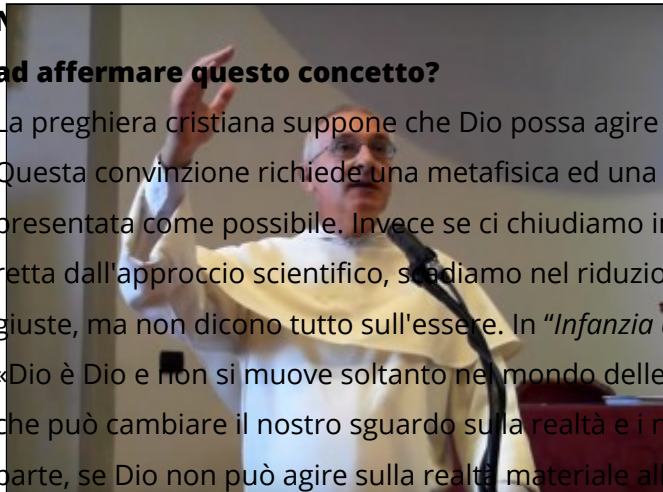 ad affermare questo concetto?
La preghiera cristiana suppone che Dio possa agire
Questa convinzione richiede una metafisica ed una
presentata come possibile. Invece se ci chiudiamo
retta dall'approccio scientifico, scadiamo nel
giuste, ma non dicono tutto sull'essere. In “Infanzia
«Dio è Dio e non si muove soltanto nel mondo delle
che può cambiare il nostro sguardo sulla realtà e i
parte, se Dio non può agire sulla realtà materiale